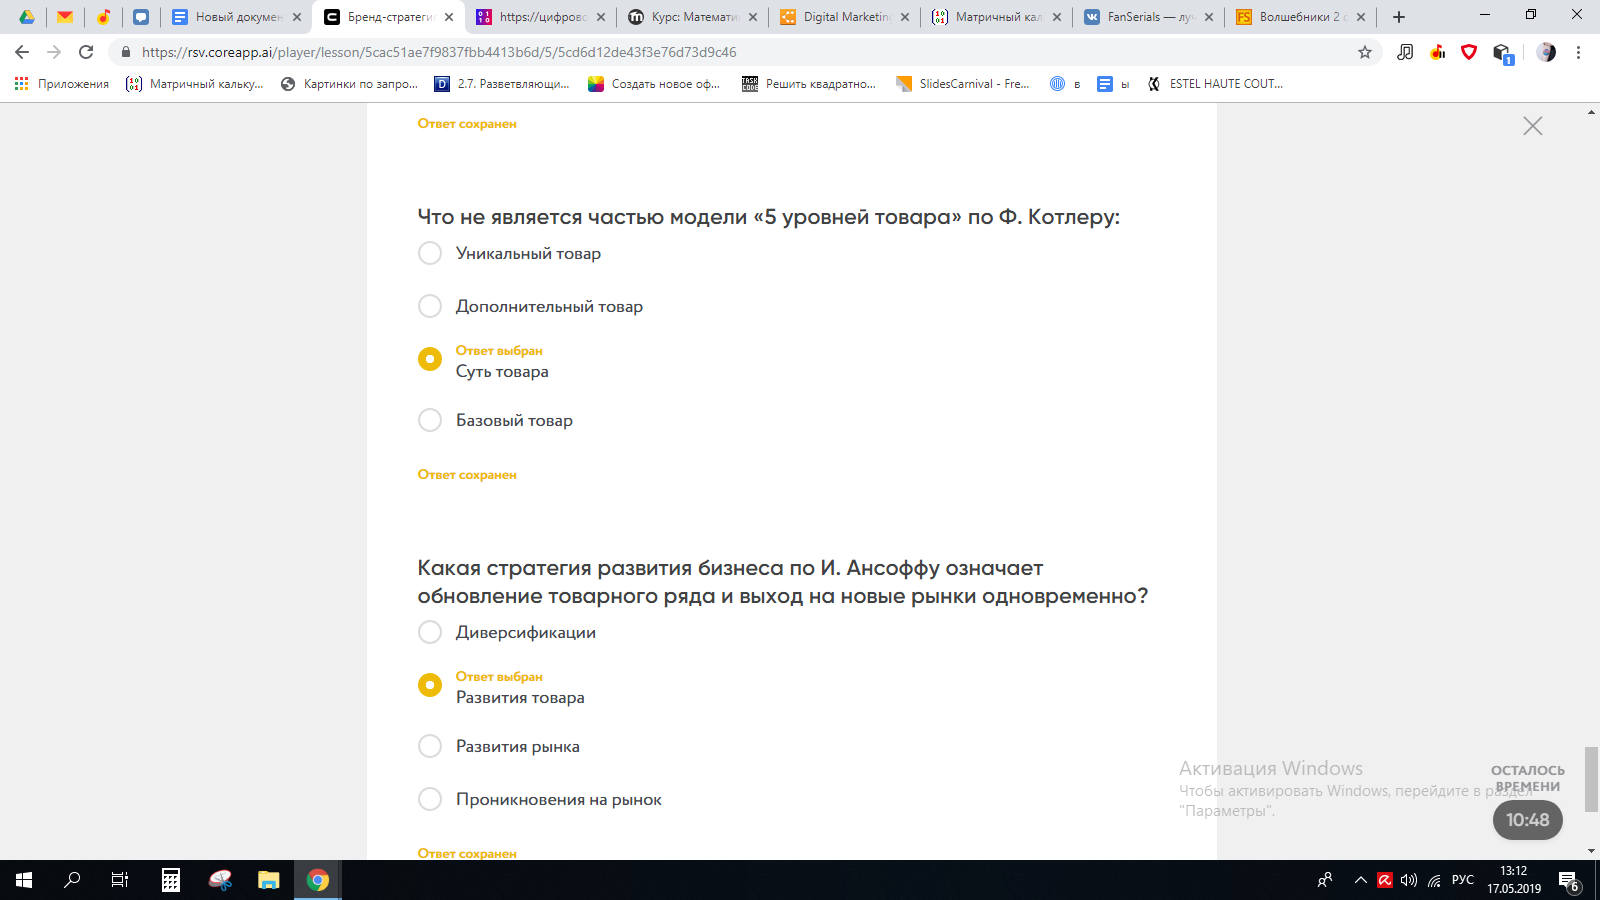 Новый докумен
Бренд-стратеги
https://цифрово
Курс: Математи
Digital Marketing
Матричный каль
FanSerials — луч
Волшебники 2 с
https://rsv.coreapp.ai/player/lesson/5cac51ae7f9837fbb4413b6d/5/5cd6d12de43f3e76d73d9c46
Приложения
Матричный кальку...
Картинки по запро...
2.7. Разветвляющи...
Создать новое оф...
Решить квадратно...
SlidesCarnival - Fre...
в
ы
ESTEL HAUTE COUT...
Ответ сохранен
Что не является частью модели «5 уровней товара» по Ф. Котлеру:
Уникальный товар
Дополнительный товар
Ответ выбран
Суть товара
Базовый товар
Ответ сохранен
Какая стратегия развития бизнеса по И. Ансоффу означает
обновление товарного ряда и выход на новые рынки одновременно?
Диверсификации
Ответ выбран
Развития товара
Развития рынка
Проникновения на рынок
Ответ сохранен
Активация Windows
Чтобы активировать Windows, перейдите в раздел
"Параметры".
ОСТАЛОСЬ
ВРЕМЕНИ
10:48
РУС
13:12
17.05.2019
6